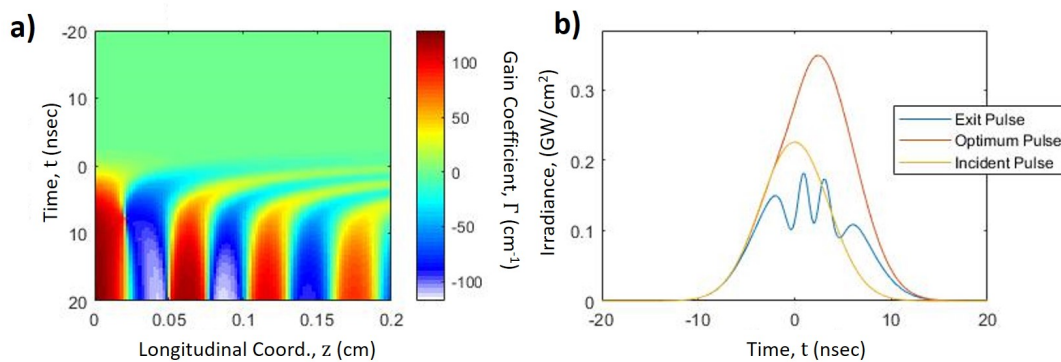 a)
-20
10
0
10
20
Time, t (nsec)
0
0.05
0.1
0.15
0.2
Longitudinal Coord., z (cm)
100
50
0
-50
-100
Gain Coefficient, Γ (cm-1)
b)
0.3
0.2
0.1
0
Irradiance, (GW/cm2)
-20
-10
0
10
20
Time, t (nsec)
Exit Pulse
Optimum Pulse
Incident Pulse